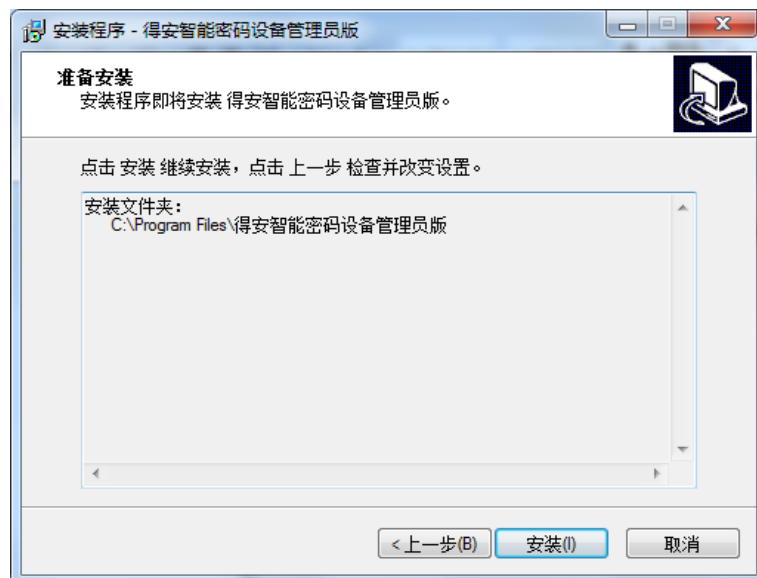 安装程序 - 得安智能密码设备管理员版
准备安装
安装程序即将安装 得安智能密码设备管理员版。
点击 安装 继续安装，点击 上一步 检查并改变设置。
安装文件夹：
C:\Program Files\得安智能密码设备管理员版
<上一步(B)
安装(I)
取消